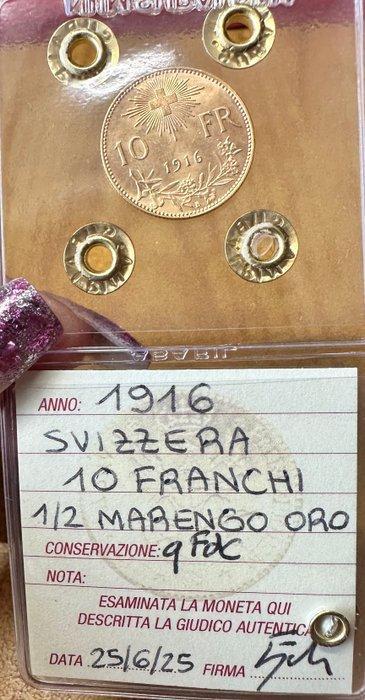 10 FR
1916
B
ANNO: 1916
SVIZZERA
10 FRANCHI
1/2 MARENGO ORO
CONSERVAZIONE: qFdC
NOTA:
ESAMINATA LA MONETA QUI
DESCRITTA LA GIUDICO AUTENTICA
DATA 25/6/25 FIRMA